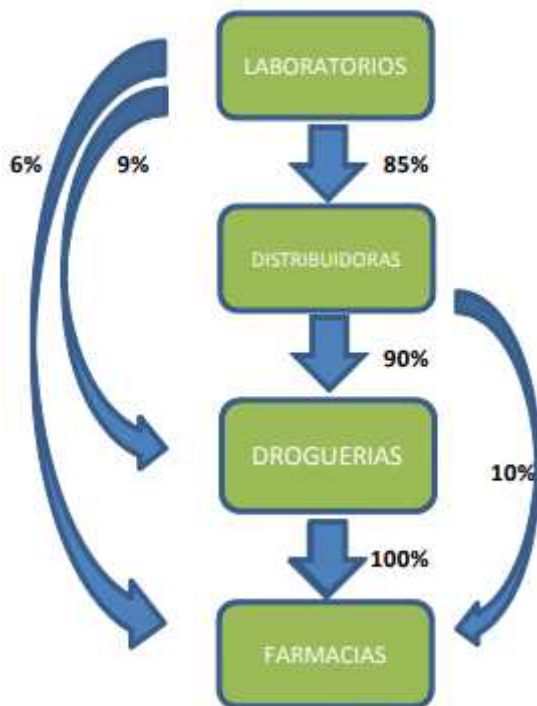 LABORATORIOS
6%
9%
85%
DISTRIBUIDORAS
90%
DROGUERIAS
10%
100%
FARMACIAS